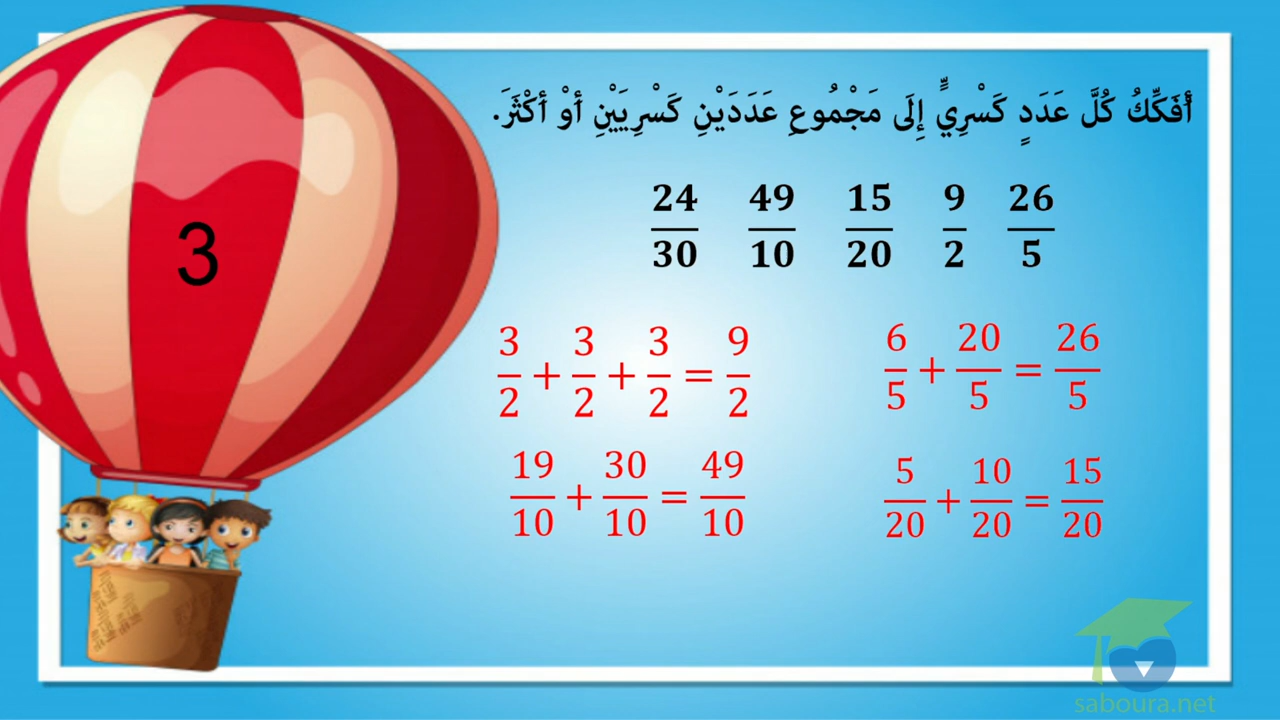 أُفَكِّكُ كُلَّ عَدَدٍ كَسْرِيٍّ إِلَى مَجْمُوعِ عَدَدَيْنِ كَسْرِيَيْنِ أَوْ أَكْثَرَ.
26/5 9/2 15/20 49/10 24/30
3
6/5 + 20/5 = 26/5
3/2 + 3/2 + 3/2 = 9/2
5/20 + 10/20 = 15/20
19/10 + 30/10 = 49/10
saboura.net